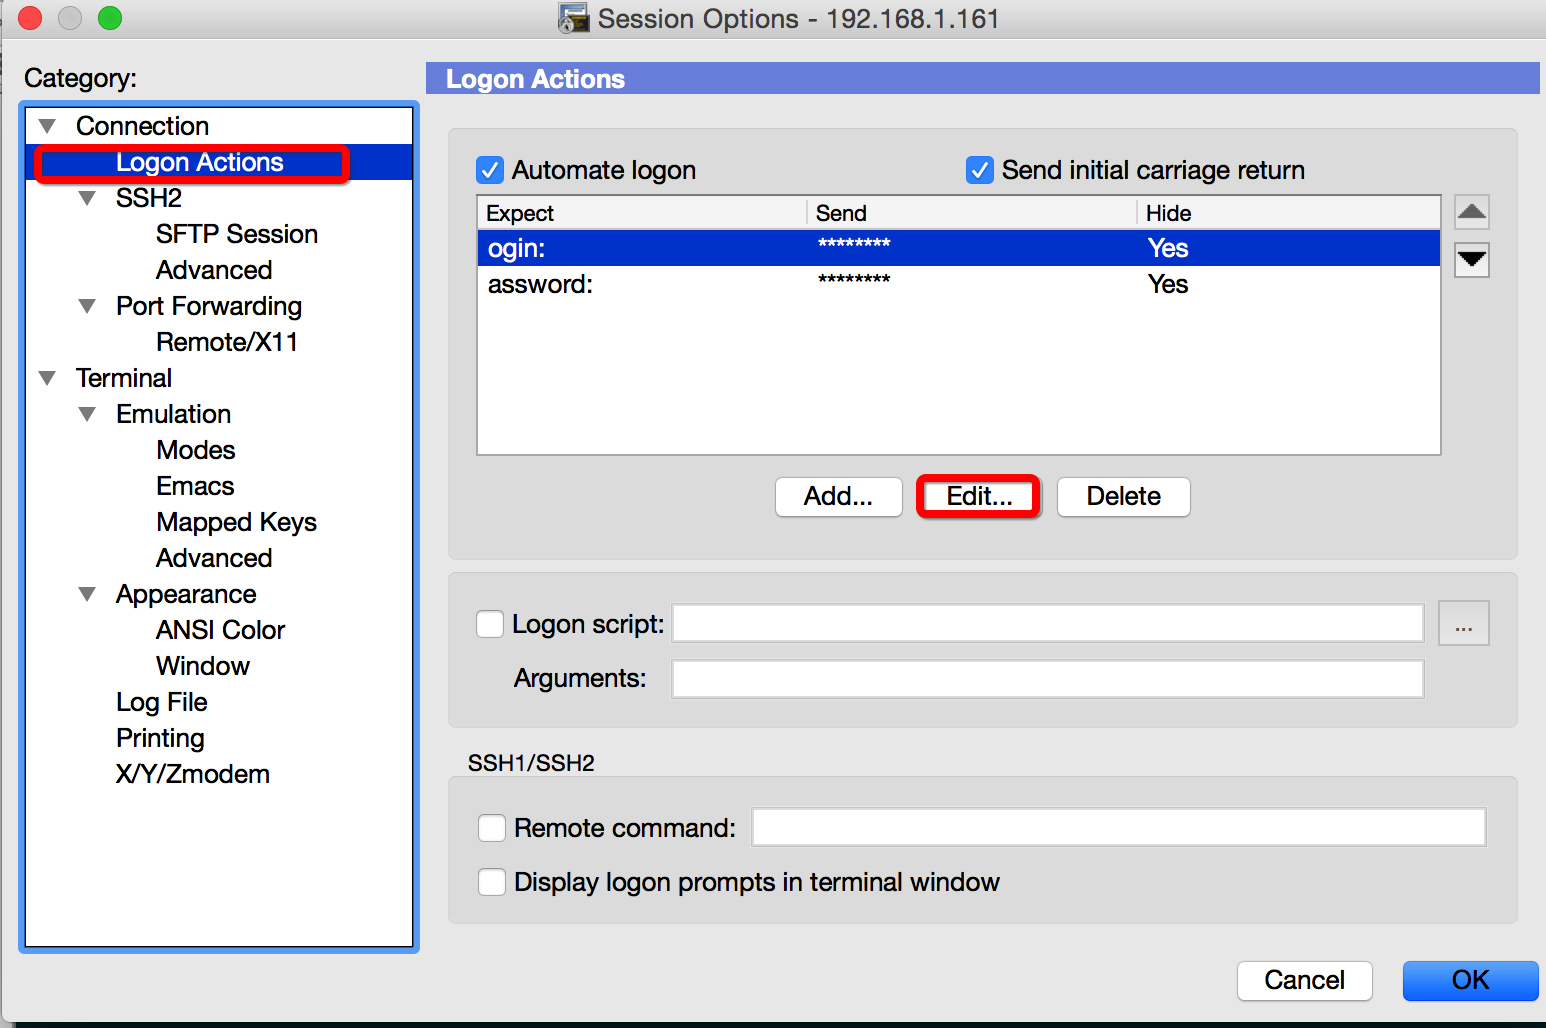 Session Options - 192.168.1.161
Category:
Connection
Logon Actions
SSH2
SFTP Session
Advanced
Port Forwarding
Remote/X11
Terminal
Emulation
Modes
Emacs
Mapped Keys
Advanced
Appearance
ANSI Color
Window
Log File
Printing
X/Y/Zmodem
Logon Actions
Automate logon Send initial carriage return
Expect Send Hide
ogin: ******** Yes
assword: ******** Yes
Add... Edit... Delete
Logon script: ...
Arguments:
SSH1/SSH2
Remote command:
Display logon prompts in terminal window
Cancel OK